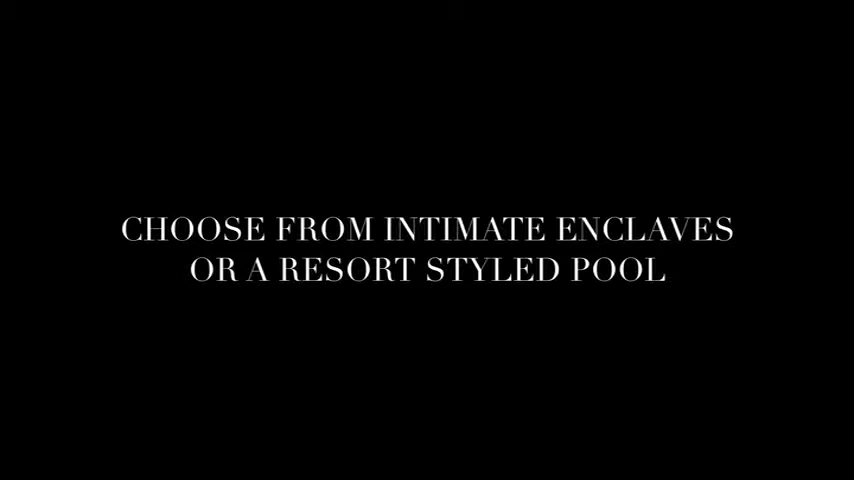 CHOOSE FROM INTIMATE ENCLAVES
OR A RESORT STYLED POOL